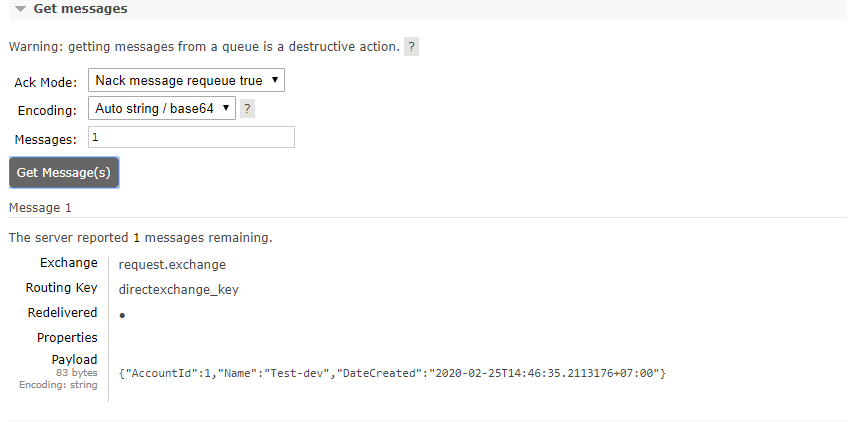 Get messages
Warning: getting messages from a queue is a destructive action. ?
Ack Mode: Nack message requeue true
Encoding: Auto string / base64 ?
Messages: 1
Get Message(s)
Message 1
The server reported 1 messages remaining.
Exchange request.exchange
Routing Key directexchange_key
Redelivered ●
Properties
Payload
83 bytes
Encoding: string
{"AccountId":1,"Name":"Test-dev","DateCreated":"2020-02-25T14:46:35.2113176+07:00"}